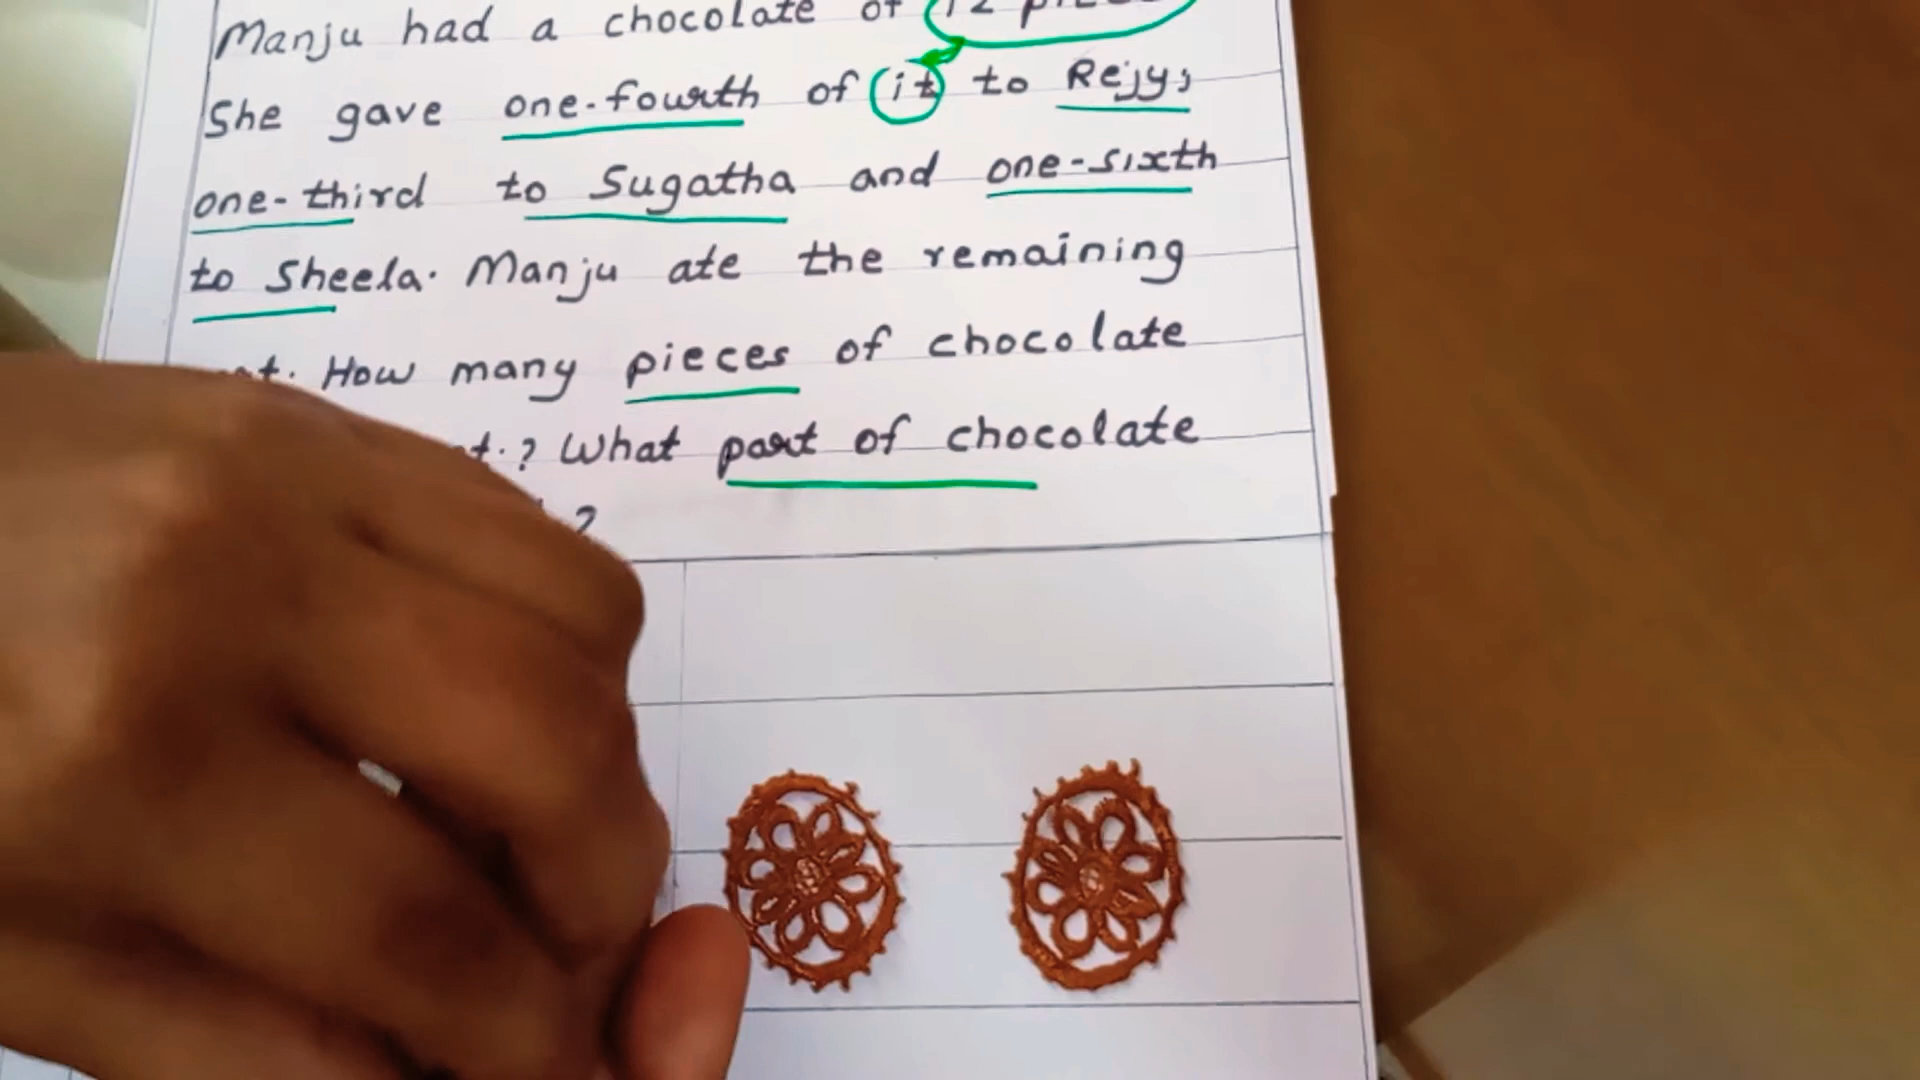 Manju had a chocolate of 12
She gave one-fourth of it to Rejy,
one-third to Sugatha and one-sixth
to Sheela. Manju ate the remaining
How many pieces of chocolate
? What part of chocolate
?